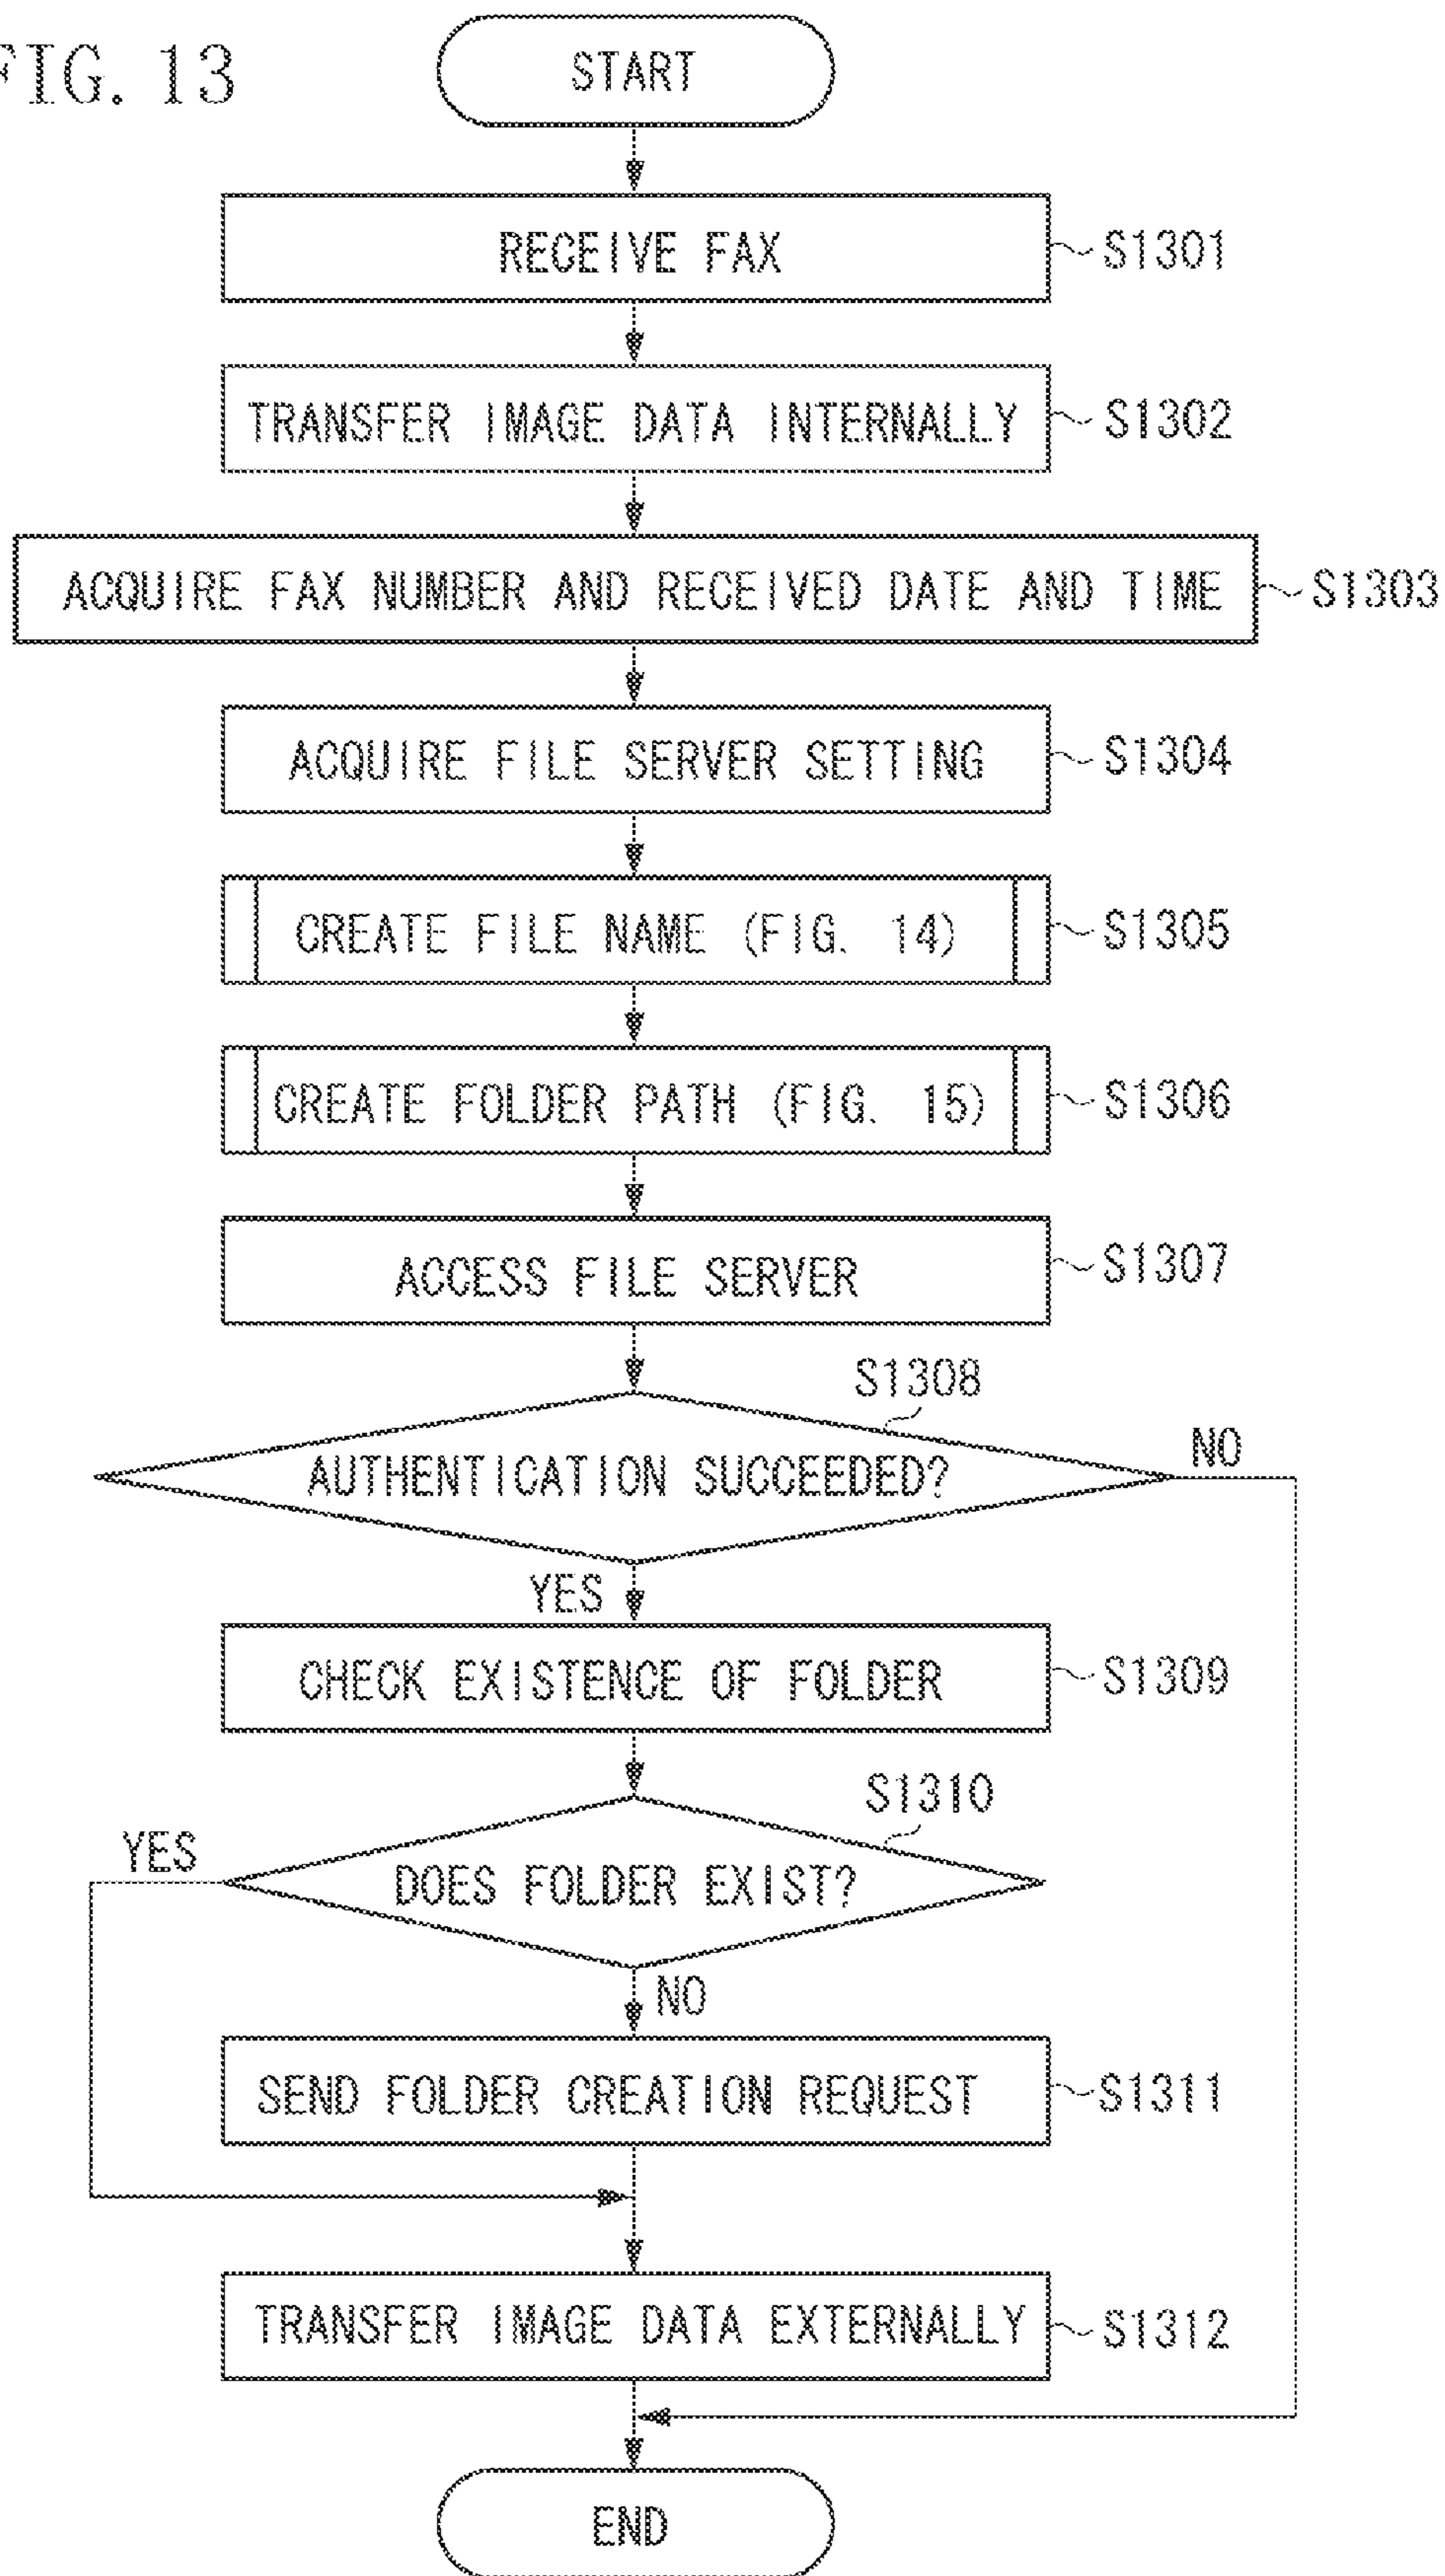 FIG. 13
START
RECEIVE FAX
S1301
TRANSFER IMAGE DATA INTERNALLY
S1302
ACQUIRE FAX NUMBER AND RECEIVED DATE AND TIME
S1303
ACQUIRE FILE SERVER SETTING
S1304
CREATE FILE NAME (FIG. 14)
S1305
CREATE FOLDER PATH (FIG. 15)
S1306
ACCESS FILE SERVER
S1307
S1308
AUTHENTICATION SUCCEEDED?
NO
YES
CHECK EXISTENCE OF FOLDER
S1309
S1310
YES
DOES FOLDER EXIST?
NO
SEND FOLDER CREATION REQUEST
S1311
TRANSFER IMAGE DATA EXTERNALLY
S1312
END